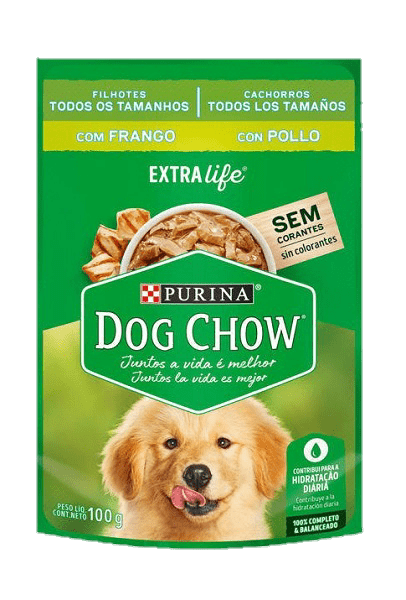 FILHOTES
TODOS OS TAMANHOS
CACHORROS
TODOS LOS TAMAÑOS
COM FRANGO
CON POLLO
EXTRA life®
SEM
CORANTES
sin colorantes
PURINA®
DOG CHOW®
Juntos a vida é melhor
Juntos la vida es mejor
CONTRIBUI PARA A
HIDRATAÇÃO
DIÁRIA
Contribuye a la
hidratación diaria
100% COMPLETO
& BALANCEADO
PESO LÍQ.
CONT. NETO 100 g